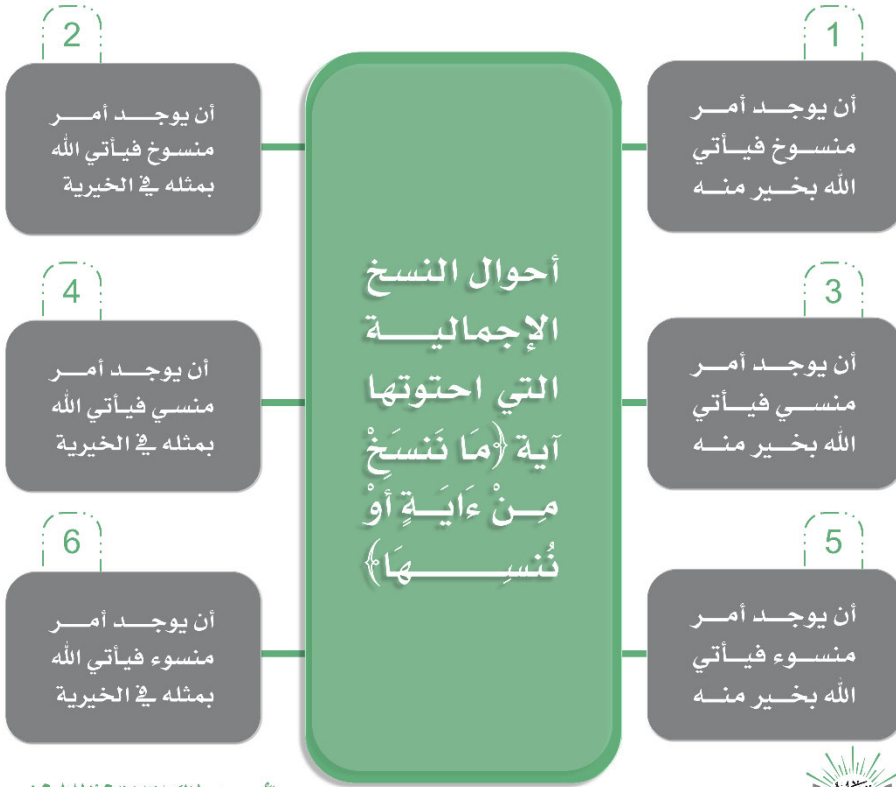 1
أن يوجد أمر
منسوخ فيأتي
الله بخير منه
2
أن يوجد أمر
منسوخ فيأتي الله
بمثله في الخيرية
أحوال النسخ
الإجمالية
التي احتوتها
آية ﴿مَا نَنسَخْ
مِنْ ءَايَةٍ أَوْ
نُنسِهَا﴾
3
أن يوجد أمر
منسي فيأتي
الله بخير منه
4
أن يوجد أمر
منسي فيأتي الله
بمثله في الخيرية
5
أن يوجد أمر
منسوء فيأتي
الله بخير منه
6
أن يوجد أمر
منسوء فيأتي الله
بمثله في الخيرية